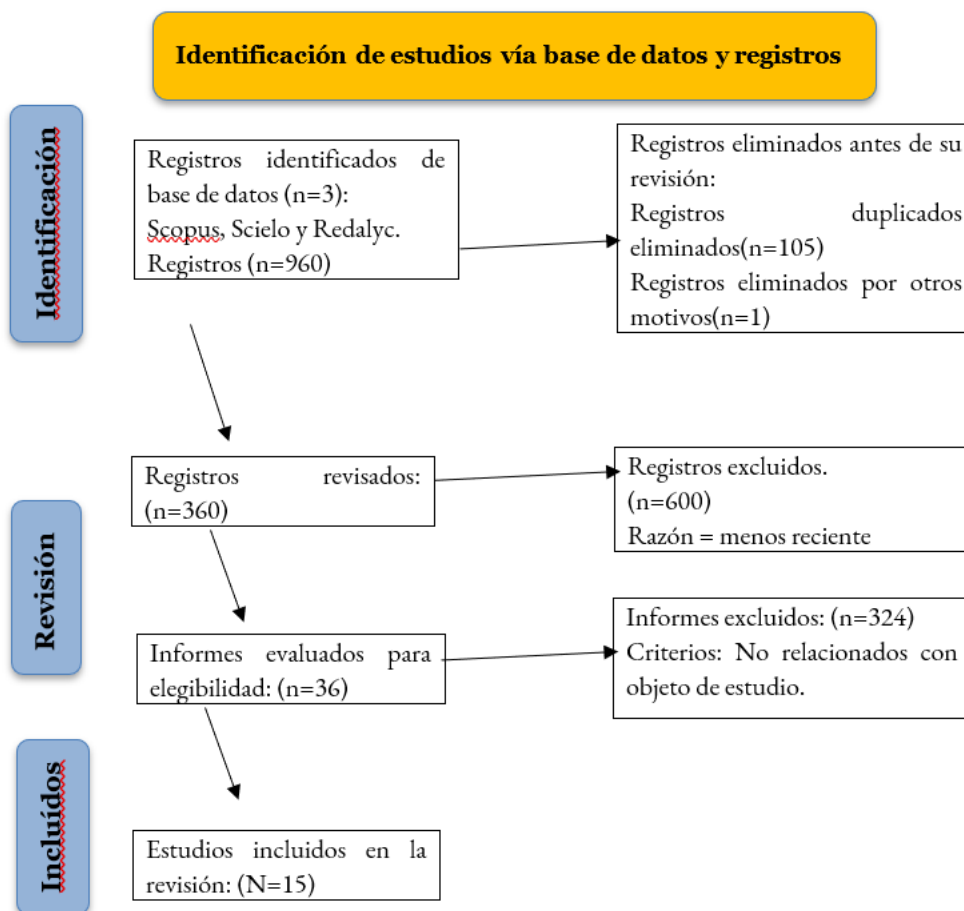 Identificación de estudios vía base de datos y registros
Identificación
Registros identificados de
base de datos (n=3):
Scopus, Scielo y Redalyc.
Registros (n=960)
Registros eliminados antes de su
revisión:
Registros duplicados
eliminados(n=105)
Registros eliminados por otros
motivos(n=1)
Revisión
Registros revisados:
(n=360)
Registros excluidos.
(n=600)
Razón = menos reciente
Informes evaluados para
elegibilidad: (n=36)
Informes excluidos: (n=324)
Criterios: No relacionados con
objeto de estudio.
Incluídos
Estudios incluidos en la
revisión: (N=15)